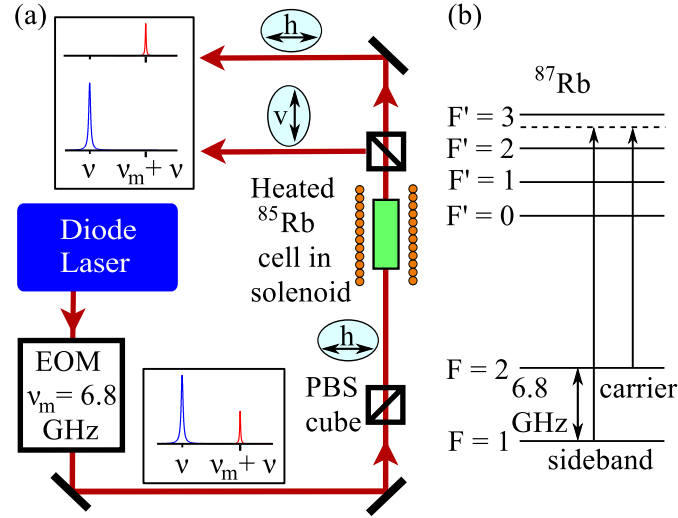 (a)
h
ν
ν_m + ν
v
Diode
Laser
Heated
⁸⁵Rb
cell in
solenoid
EOM
ν_m = 6.8
GHz
h
PBS
cube
ν
ν_m + ν
(b)
⁸⁷Rb
F' = 3
F' = 2
F' = 1
F' = 0
F = 2
6.8
GHz
carrier
F = 1
sideband